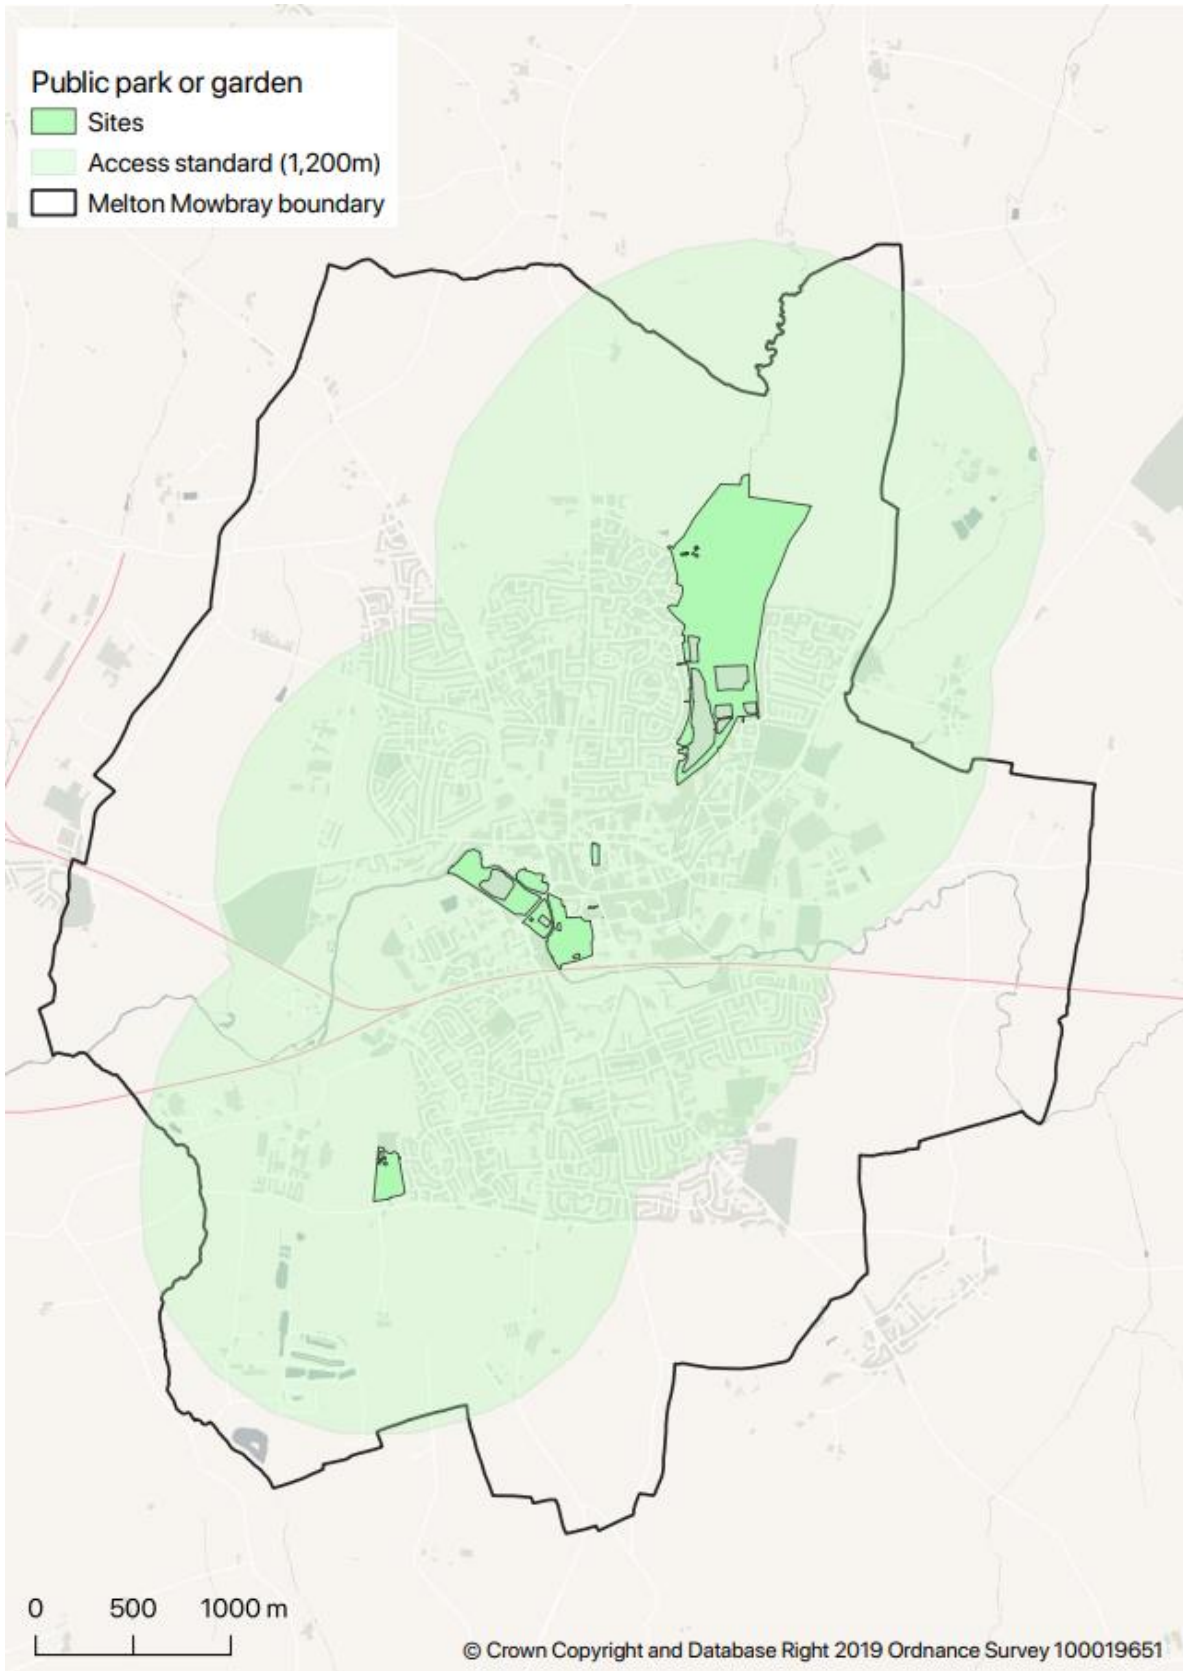 Public park or garden
Sites
Access standard (1,200m)
Melton Mowbray boundary
0 500 1000 m
© Crown Copyright and Database Right 2019 Ordnance Survey 100019651